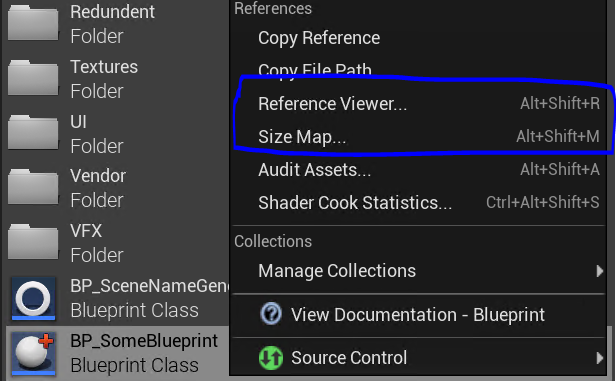 Redundent
Folder
Textures
Folder
UI
Folder
Vendor
Folder
VFX
Folder
BP_SceneNameGen
Blueprint Class
BP_SomeBlueprint
Blueprint Class
References
Copy Reference
Copy File Path
Reference Viewer... Alt+Shift+R
Size Map... Alt+Shift+M
Audit Assets... Alt+Shift+A
Shader Cook Statistics... Ctrl+Alt+Shift+S
Collections
Manage Collections
View Documentation - Blueprint
Source Control